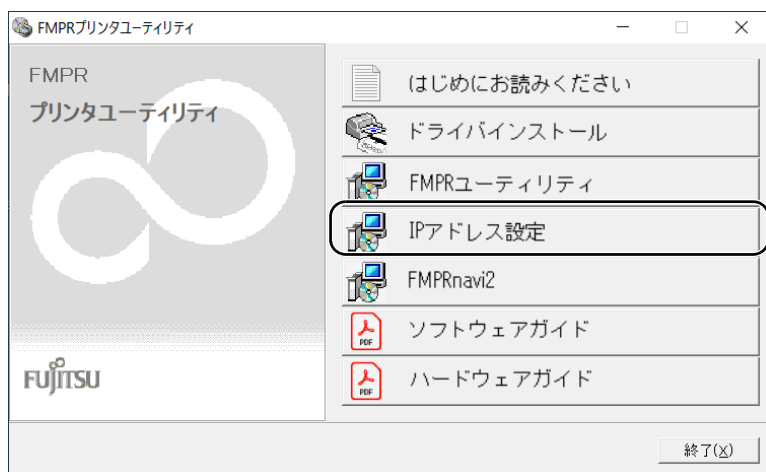 FMPRプリンタユーティリティ
FMPR
プリンタユーティリティ
はじめにお読みください
ドライバインストール
FMPRユーティリティ
IPアドレス設定
FMPRnavi2
PDF
ソフトウェアガイド
PDF
ハードウェアガイド
FUJITSU
終了(X)